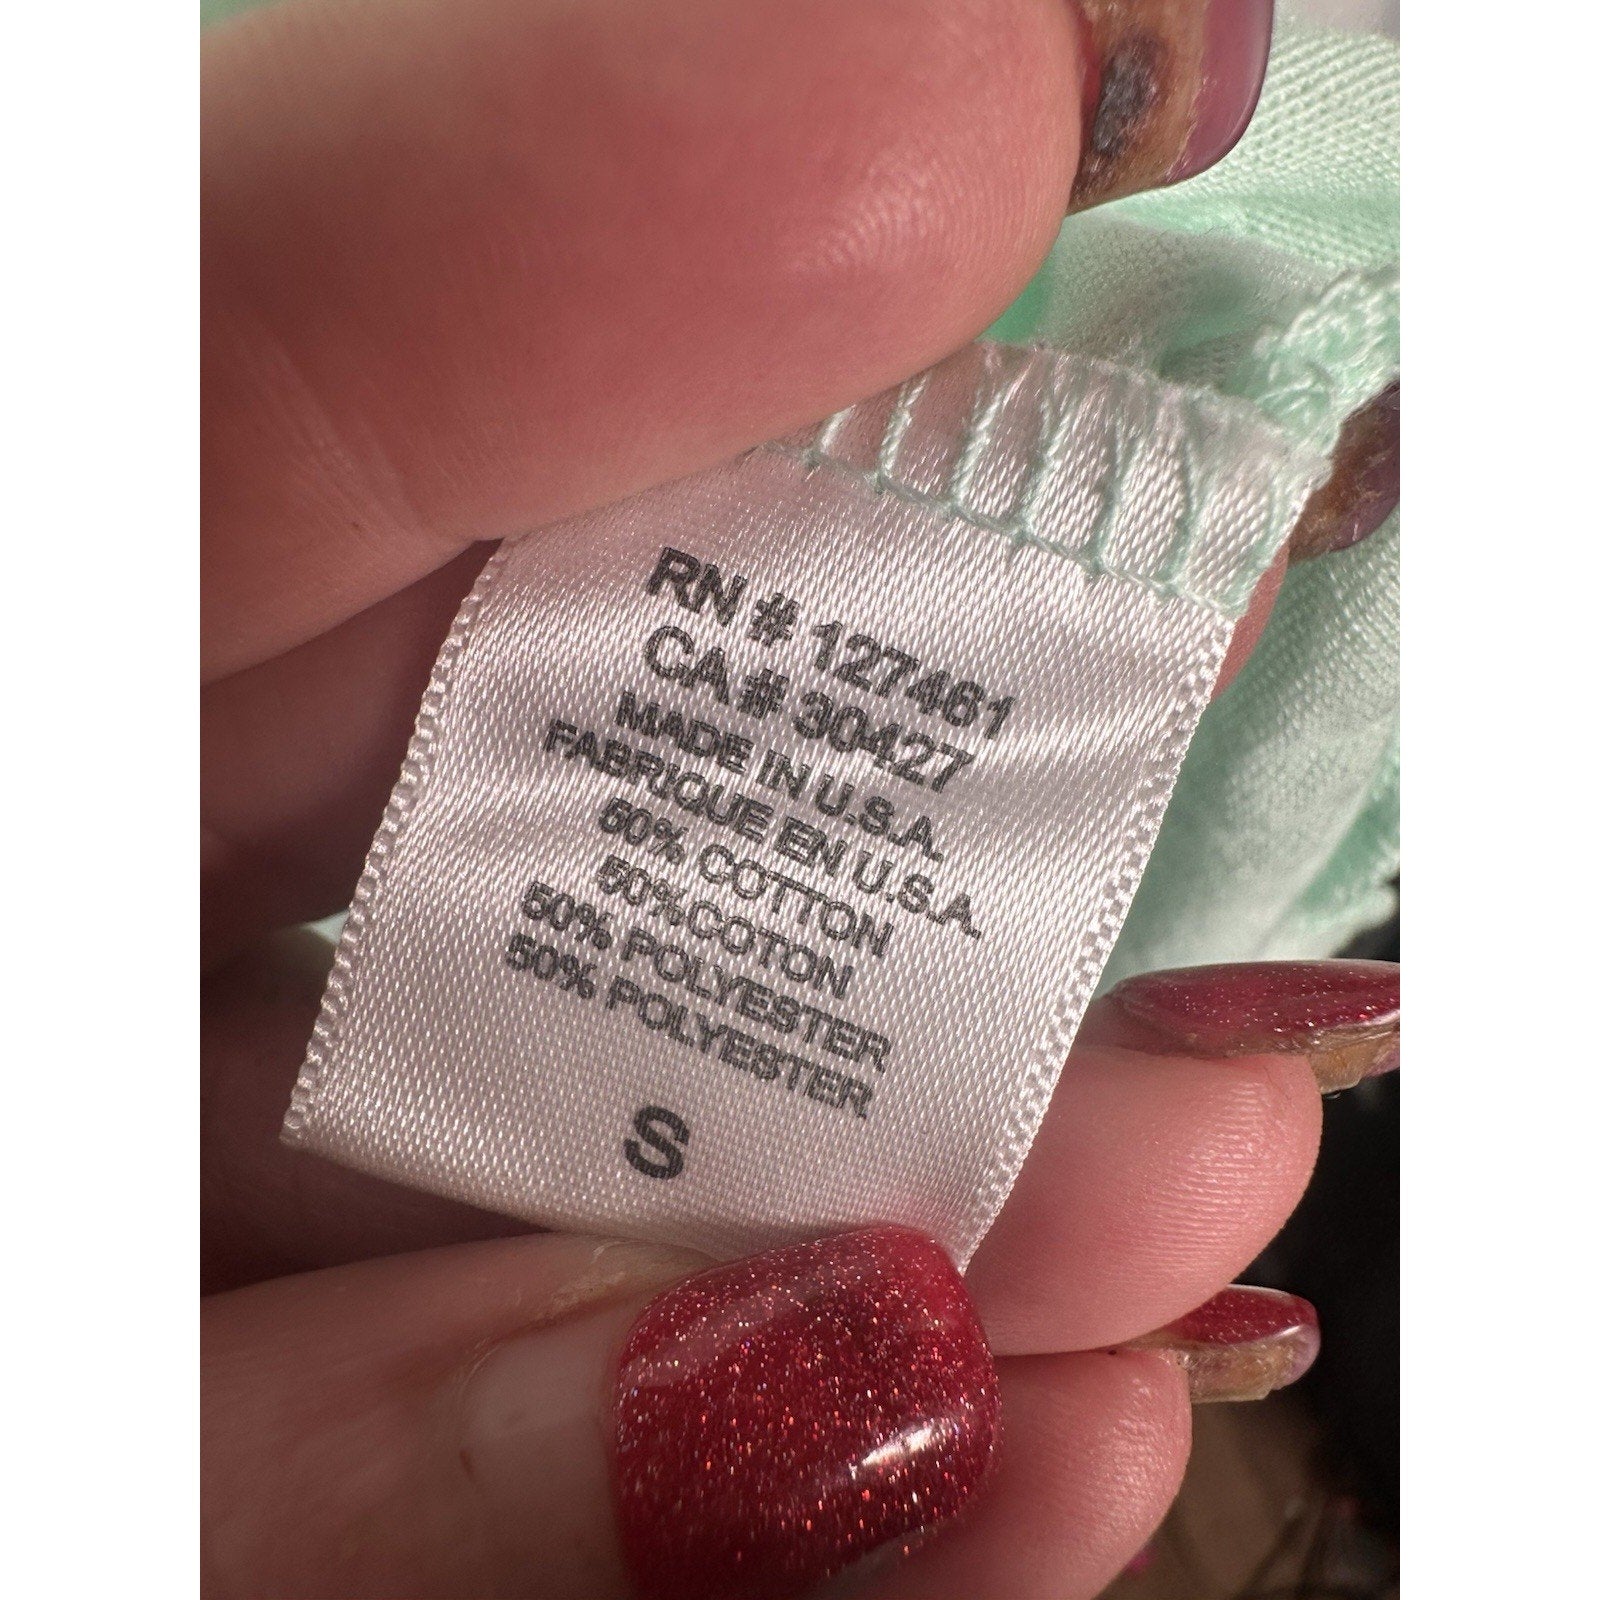 RN # 127461
CA # 30427
MADE IN U.S.A.
FABRIQUE EN U.S.A.
50% COTTON
50%COTON
50% POLYESTER
50% POLYESTER
S